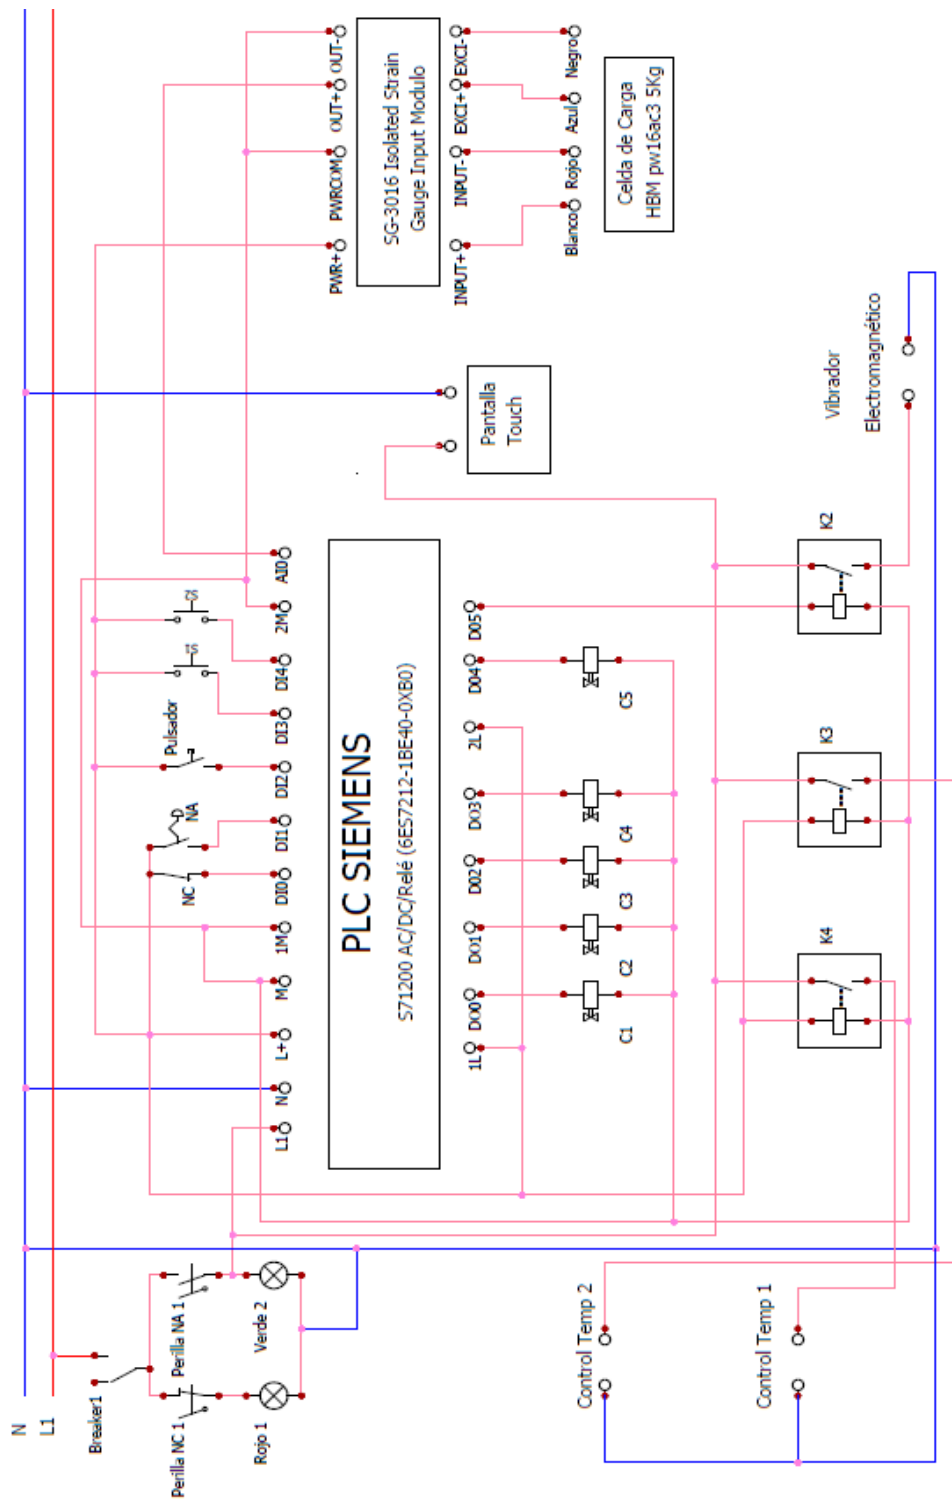 N
L1
Breaker1
Perilla NC 1
Perilla NA 1
Rojo 1
Verde 2
L1
N
L+
M
1M
DI0
DI1
DI2
DI3
DI4
2M
AI0
NC
NA
Pulsador
PLC SIEMENS
S71200 AC/DC/Relé (6ES7212-1BE40-0XB0)
1L
DO0
DO1
DO2
DO3
2L
DO4
DO5
C1
C2
C3
C4
C5
PWR+
PWRCOM
OUT+
OUT-
SG-3016 Isolated Strain
Gauge Input Modulo
INPUT+
INPUT-
EXCI+
EXCI-
Blanco
Rojo
Azul
Negro
Celda de Carga
HBM pw16ac3 5Kg
Pantalla
Touch
Vibrador
Electromagnético
K4
K3
K2
Control Temp 2
Control Temp 1